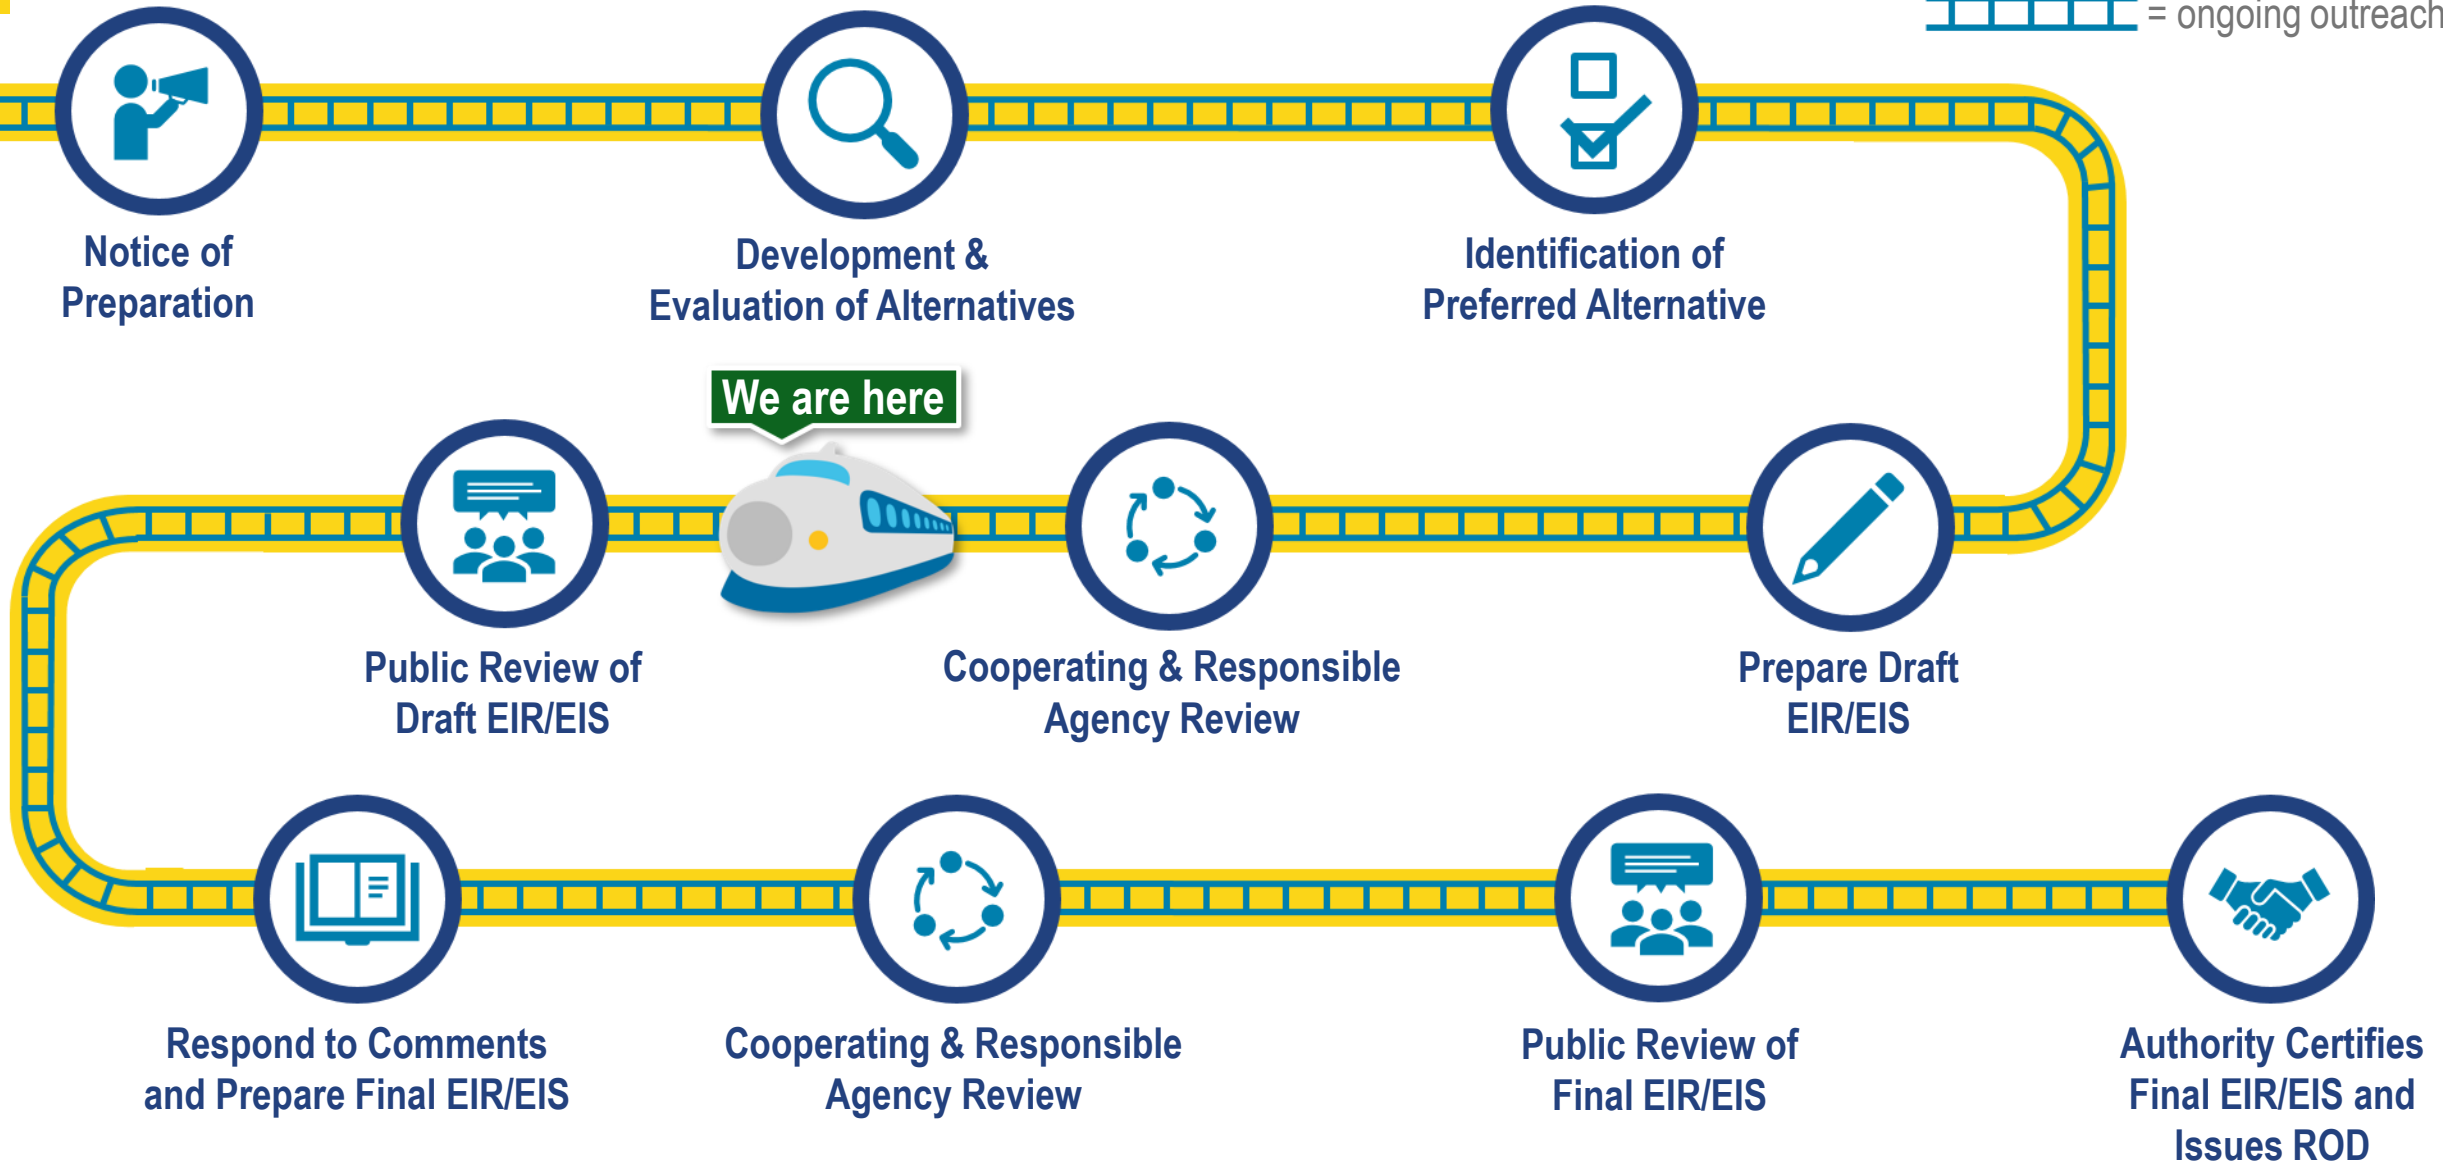 = ongoing outreach
Notice of
Preparation
Development &
Evaluation of Alternatives
Identification of
Preferred Alternative
We are here
Public Review of
Draft EIR/EIS
Cooperating & Responsible
Agency Review
Prepare Draft
EIR/EIS
Respond to Comments
and Prepare Final EIR/EIS
Cooperating & Responsible
Agency Review
Public Review of
Final EIR/EIS
Authority Certifies
Final EIR/EIS and
Issues ROD